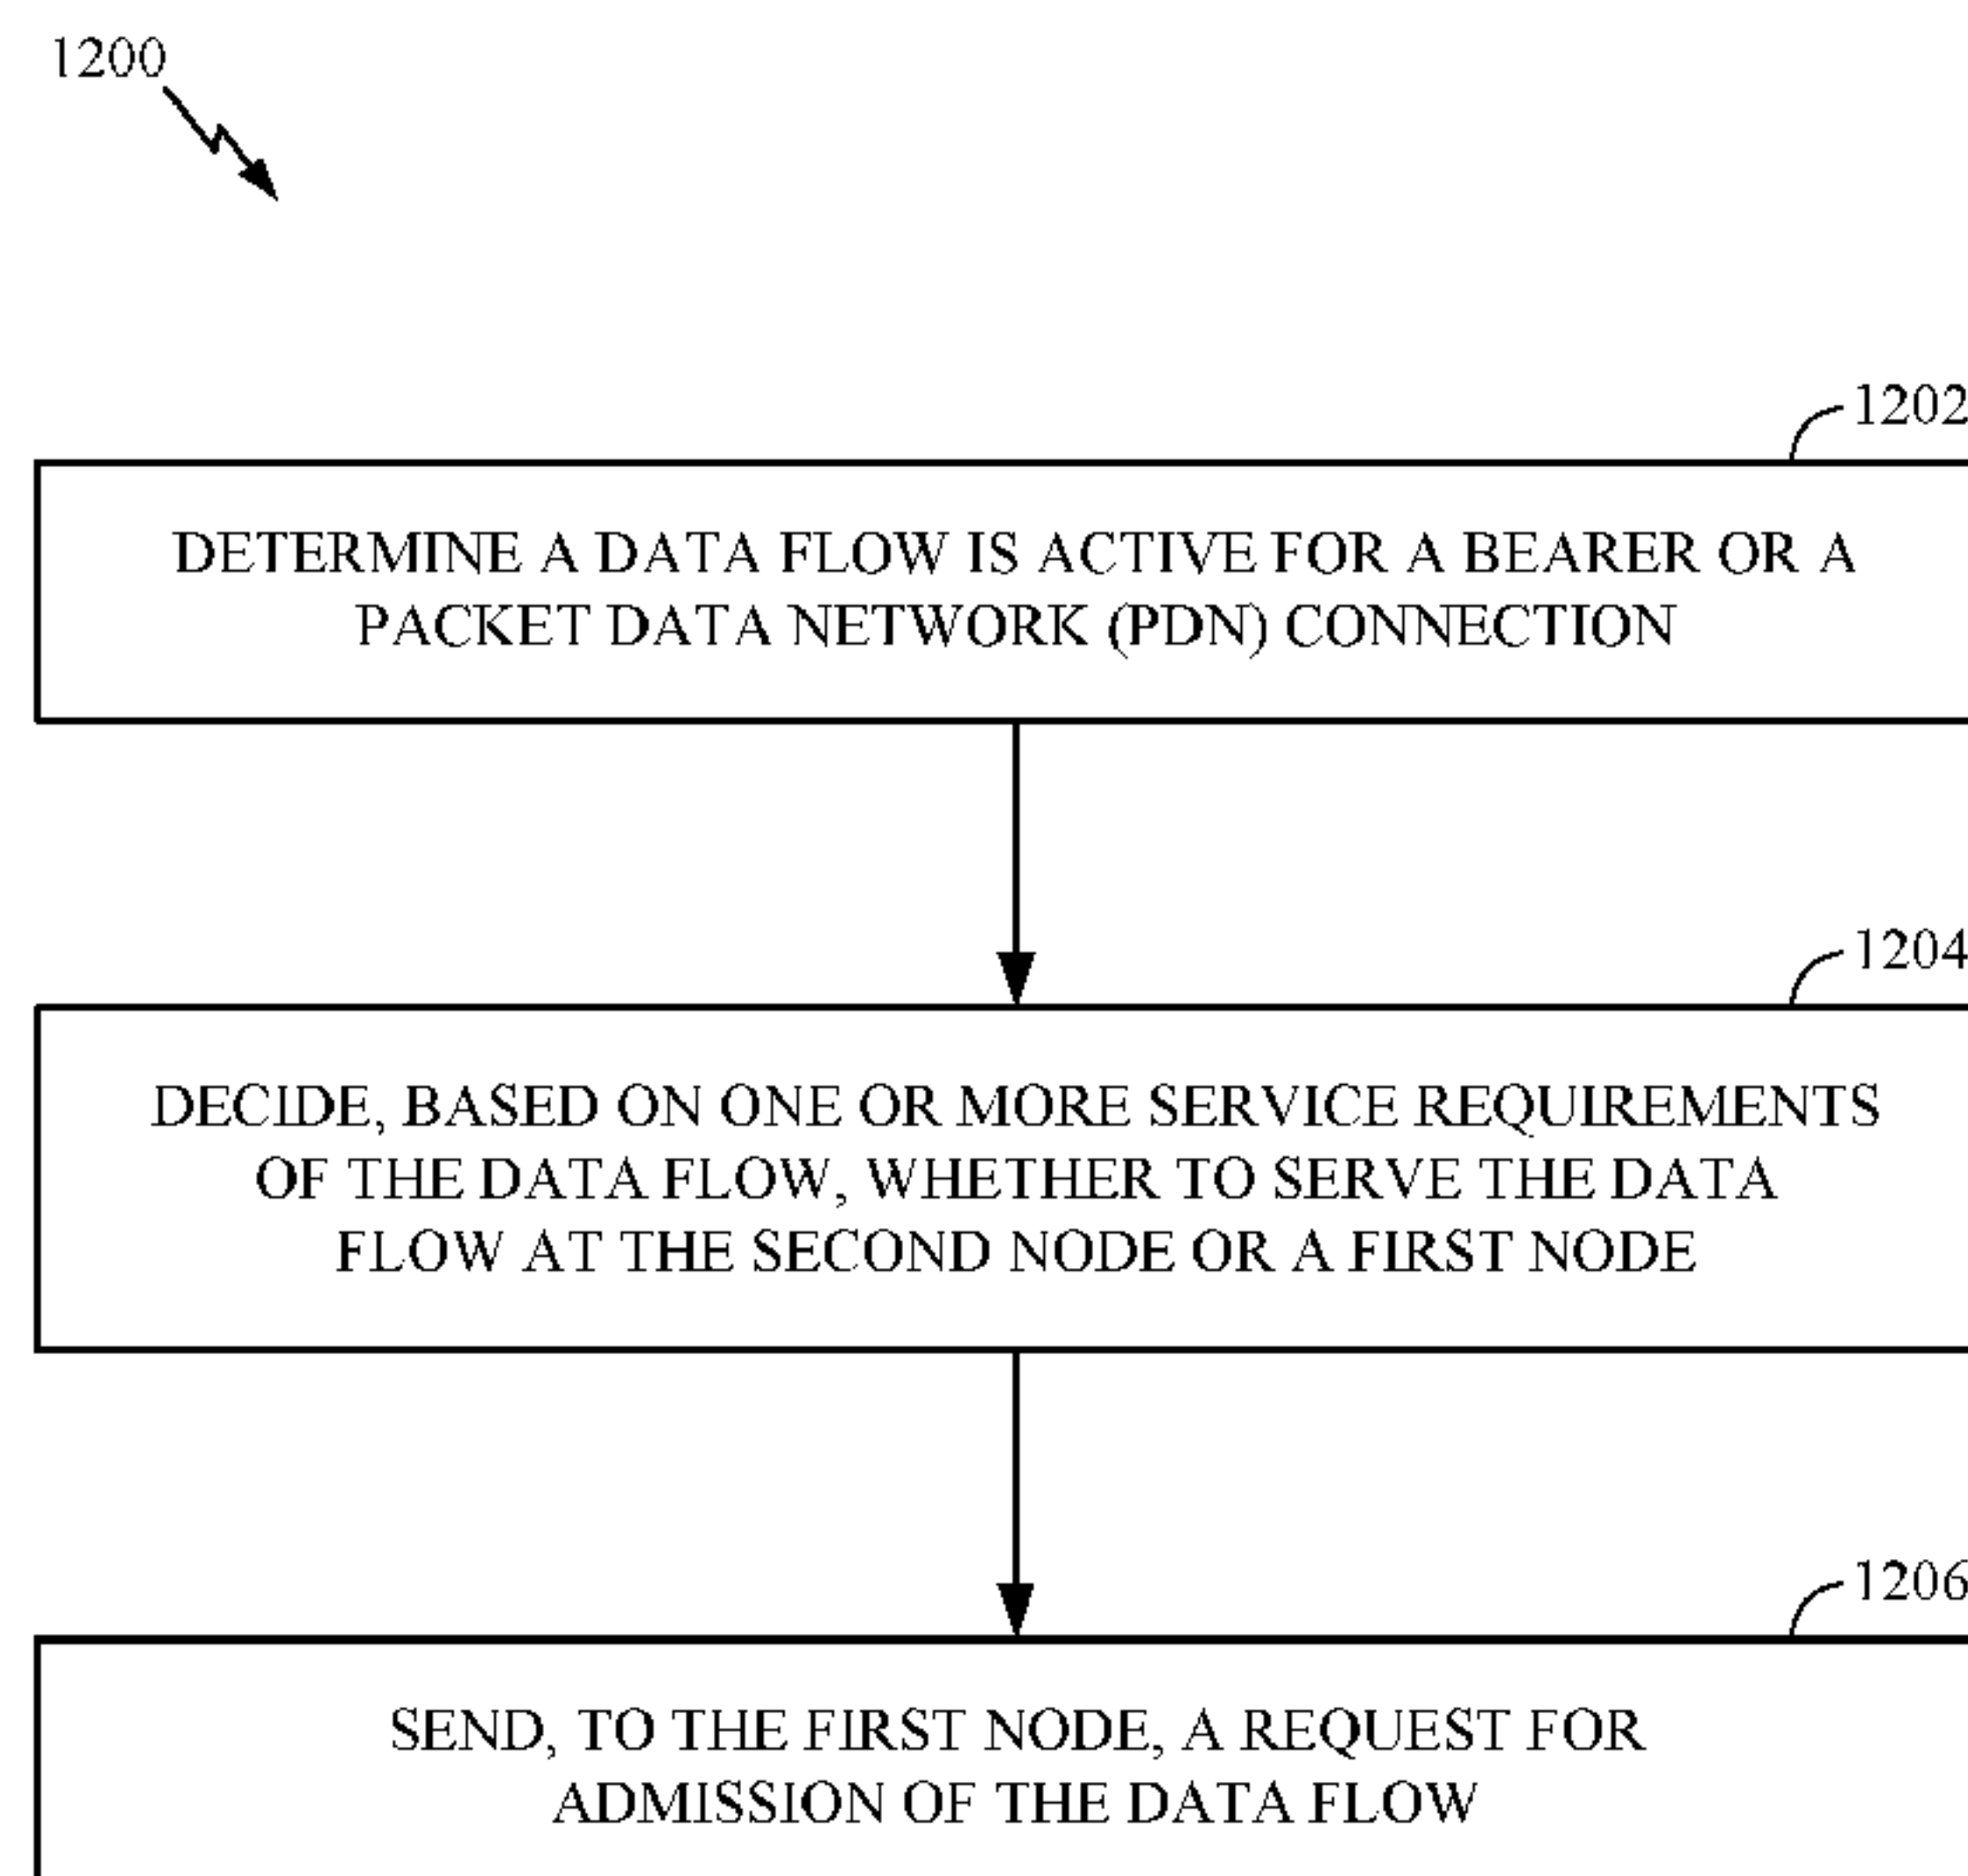 1200
1202
DETERMINE A DATA FLOW IS ACTIVE FOR A BEARER OR A
PACKET DATA NETWORK (PDN) CONNECTION
1204
DECIDE, BASED ON ONE OR MORE SERVICE REQUIREMENTS
OF THE DATA FLOW, WHETHER TO SERVE THE DATA
FLOW AT THE SECOND NODE OR A FIRST NODE
1206
SEND, TO THE FIRST NODE, A REQUEST FOR
ADMISSION OF THE DATA FLOW